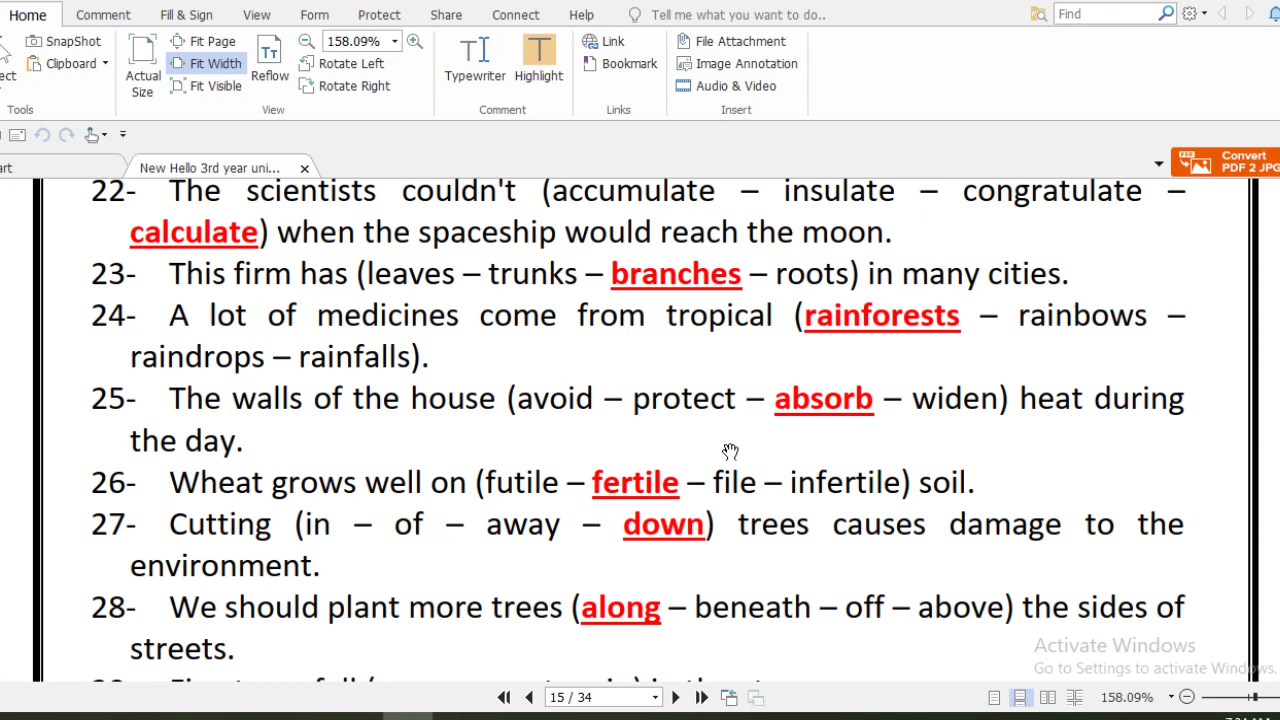 Home Comment Fill & Sign View Form Protect Share Connect Help Tell me what you want to do.. Find
SnapShot Fit Page 158.09% Link File Attachment
Clipboard Fit Width Rotate Left Bookmark Image Annotation
Actual Size Fit Visible Reflow Rotate Right Typewriter Highlight Audio & Video
Tools View Comment Links Insert
New Hello 3rd year uni...
Convert
PDF 2 JPG
22- The scientists couldn't (accumulate – insulate – congratulate –
calculate) when the spaceship would reach the moon.
23- This firm has (leaves – trunks – branches – roots) in many cities.
24- A lot of medicines come from tropical (rainforests – rainbows –
raindrops – rainfalls).
25- The walls of the house (avoid – protect – absorb – widen) heat during
the day.
26- Wheat grows well on (futile – fertile – file – infertile) soil.
27- Cutting (in – of – away – down) trees causes damage to the
environment.
28- We should plant more trees (along – beneath – off – above) the sides of
streets.
Activate Windows
Go to Settings to activate Windows.
15 / 34 158.09%